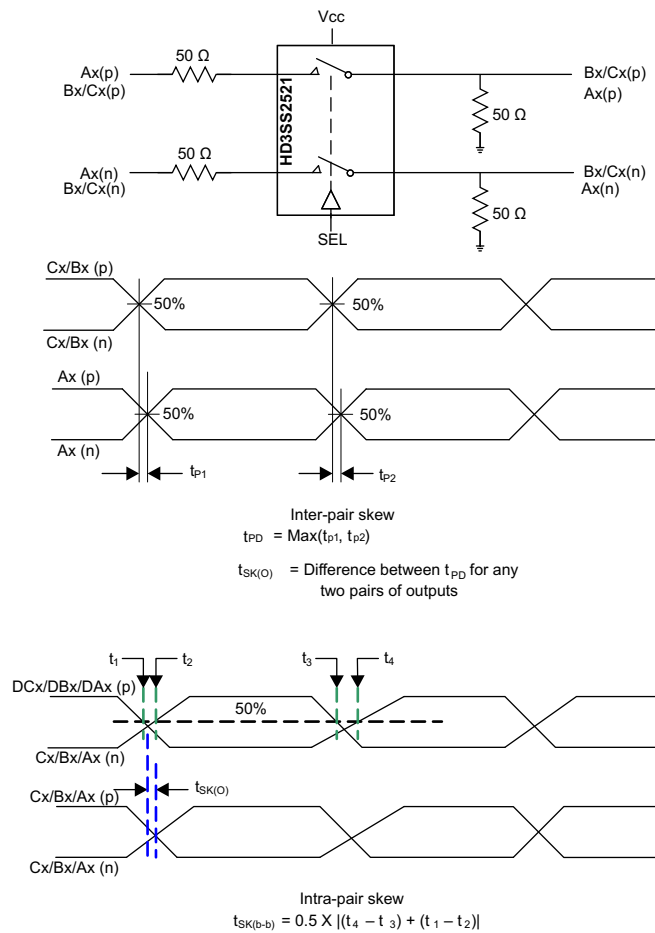 Vcc
50 Ω
Ax(p)
Bx/Cx(p)
Bx/Cx(p)
Ax(p)
HD3SS2521
50 Ω
50 Ω
Ax(n)
Bx/Cx(n)
Bx/Cx(n)
Ax(n)
50 Ω
SEL
Cx/Bx (p)
50%
50%
Cx/Bx (n)
Ax (p)
50%
50%
Ax (n)
tP1
tP2
Inter-pair skew
tPD = Max(tp1, tp2)
tSK(O) = Difference between tPD for any
two pairs of outputs
t1
t2
t3
t4
DCx/DBx/DAx (p)
50%
Cx/Bx/Ax (n)
Cx/Bx/Ax (p)
tSK(O)
Cx/Bx/Ax (n)
Intra-pair skew
tSK(b-b) = 0.5 X |(t4 – t3) + (t1 – t2)|